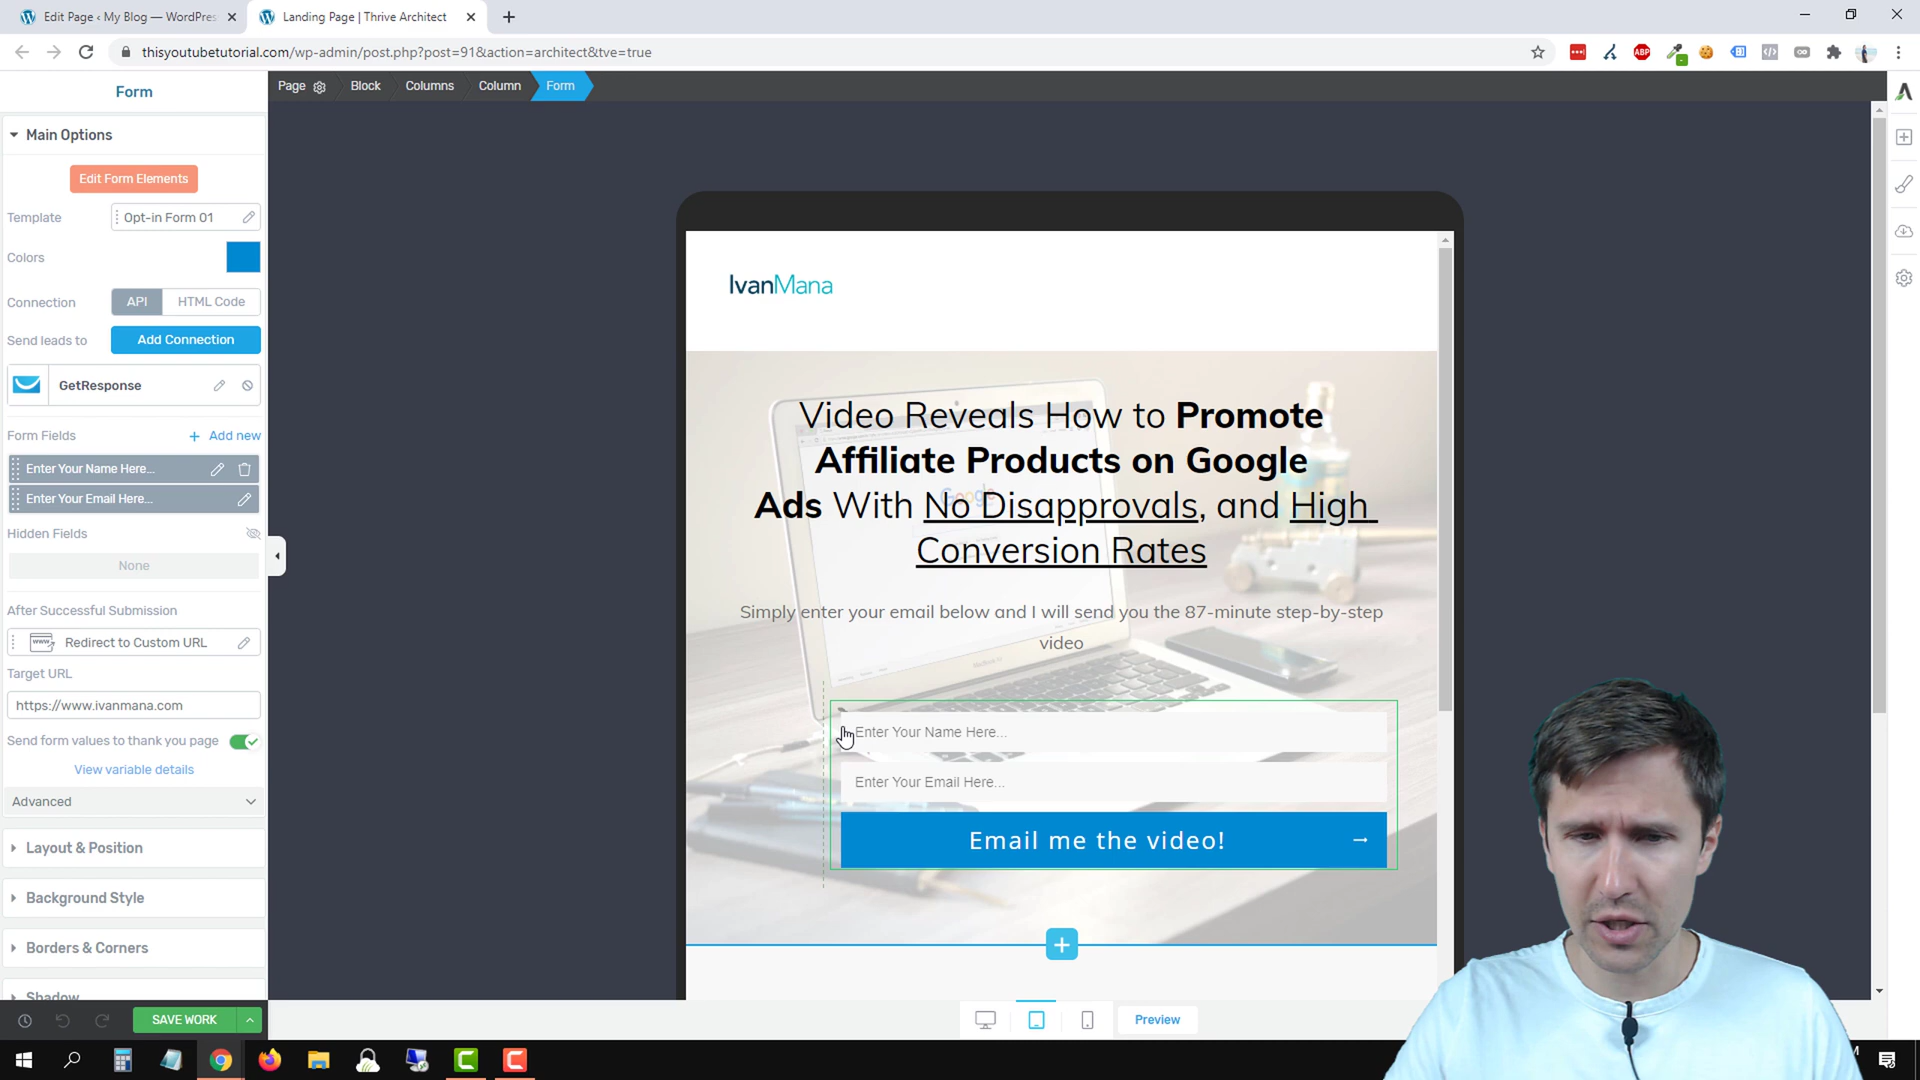 Edit Page ‹ My Blog — WordPres
Landing Page | Thrive Architect
thisyoutubetutorial.com/wp-admin/post.php?post=91&action=architect&tve=true
ABP
Form
Page
Block
Columns
Column
Form
Main Options
Edit Form Elements
Template
Opt-in Form 01
Colors
Connection
API
HTML Code
Send leads to
Add Connection
GetResponse
Form Fields
+ Add new
Enter Your Name Here...
Enter Your Email Here...
Hidden Fields
None
After Successful Submission
Redirect to Custom URL
Target URL
https://www.ivanmana.com
Send form values to thank you page
View variable details
Advanced
Layout & Position
Background Style
Borders & Corners
Shadow
SAVE WORK
IvanMana
Video Reveals How to Promote
Affiliate Products on Google
Ads With No Disapprovals, and High
Conversion Rates
Simply enter your email below and I will send you the 87-minute step-by-step
video
Enter Your Name Here...
Enter Your Email Here...
Email me the video! →
Preview